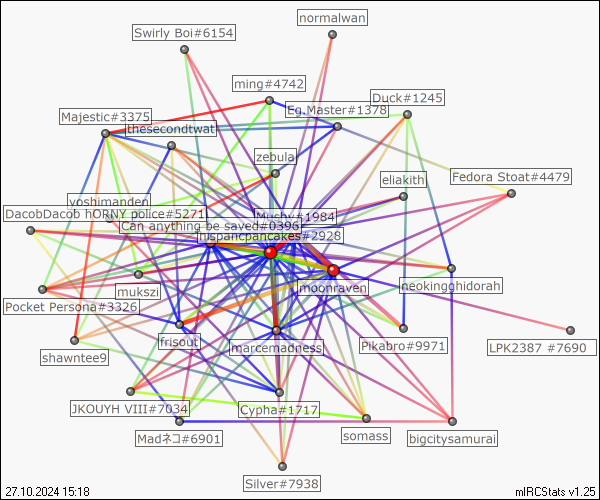 normalwan
Swirly Boi#6154
ming#4742
Duck#1245
Eg.Master#1378
Majestic#3375
thesecondtwat
zebular
eliakith
Fedora Stoat#4479
yoshimanden
DacobDacob hORNY police#5271
Mushy#1984
Can anything be saved#0396
hispancpancakes#2928
mukszi
moonraven
neokingghidorah
Pocket Persona#3326
frisout
marcemadness
Pikabro#9971
LPK2387 #7690
shawntee9
JKOUYH VIII#7034
Cypha#1717
Madネコ#6901
somass
bigcitysamurai
Silver#7938
27.10.2024 15:18
mIRCStats v1.25